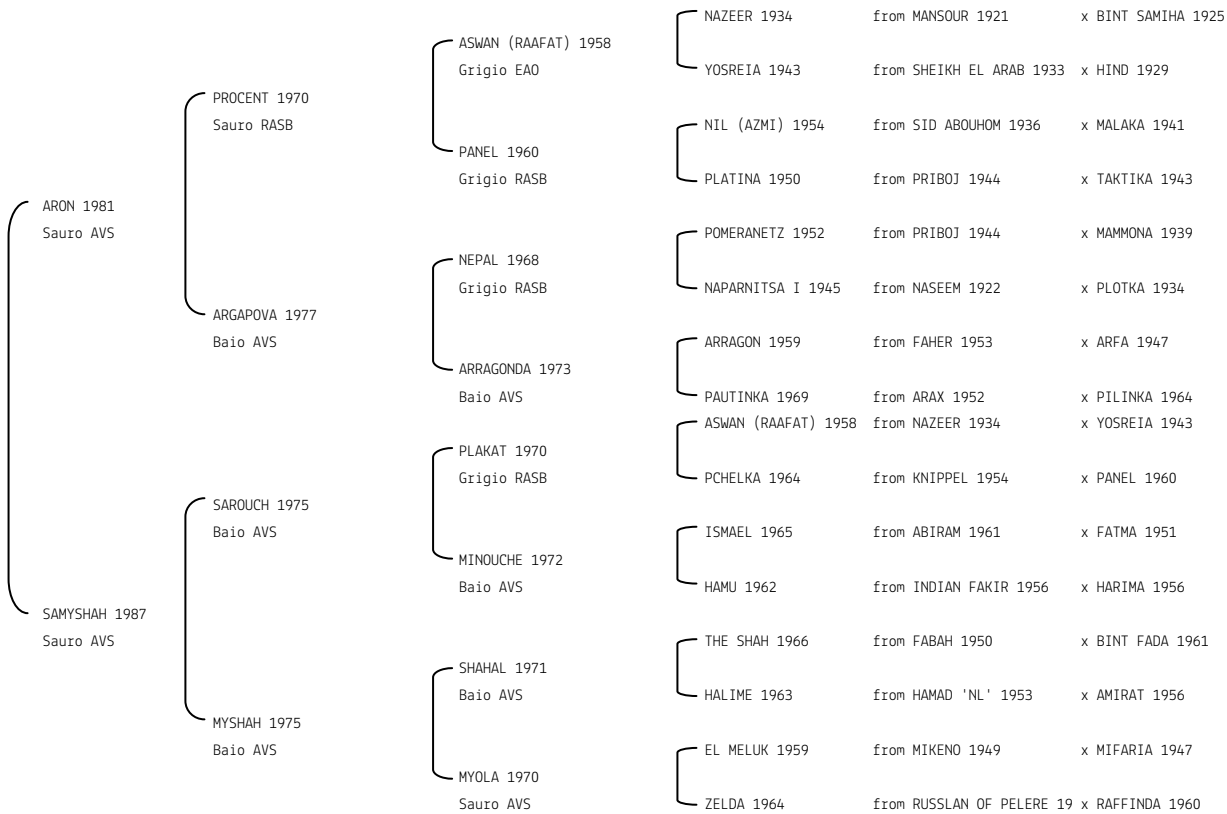 NAZEER 1934 from MANSOUR 1921 x BINT SAMIHA 1925
ASWAN (RAAFAT) 1958
Grigio EAO
YOSREIA 1943 from SHEIKH EL ARAB 1933 x HIND 1929
PROCENT 1970
Sauro RASB
NIL (AZMI) 1954 from SID ABOUHOM 1936 x MALAKA 1941
PANEL 1960
Grigio RASB
PLATINA 1950 from PRIBOJ 1944 x TAKTIKA 1943
ARON 1981
Sauro AVS
POMERANETZ 1952 from PRIBOJ 1944 x MAMMONA 1939
NEPAL 1968
Grigio RASB
NAPARNITSA I 1945 from NASEEM 1922 x PLOTKA 1934
ARGAPOVA 1977
Baio AVS
ARRAGON 1959 from FAHER 1953 x ARFA 1947
ARRAGONDA 1973
Baio AVS
PAUTINKA 1969 from ARAX 1952 x PILINKA 1964
ASWAN (RAAFAT) 1958 from NAZEER 1934 x YOSREIA 1943
PLAKAT 1970
Grigio RASB
PCHELKA 1964 from KNIPPEL 1954 x PANEL 1960
SAROUCH 1975
Baio AVS
ISMAEL 1965 from ABIRAM 1961 x FATMA 1951
MINOUCHE 1972
Baio AVS
HAMU 1962 from INDIAN FAKIR 1956 x HARIMA 1956
SAMYSHAH 1987
Sauro AVS
THE SHAH 1966 from FABAH 1950 x BINT FADA 1961
SHAHAL 1971
Baio AVS
HALIME 1963 from HAMAD 'NL' 1953 x AMIRAT 1956
MYSHAH 1975
Baio AVS
EL MELUK 1959 from MIKENO 1949 x MIFARIA 1947
MYOLA 1970
Sauro AVS
ZELDA 1964 from RUSSLAN OF PELERE 19 x RAFFINDA 1960